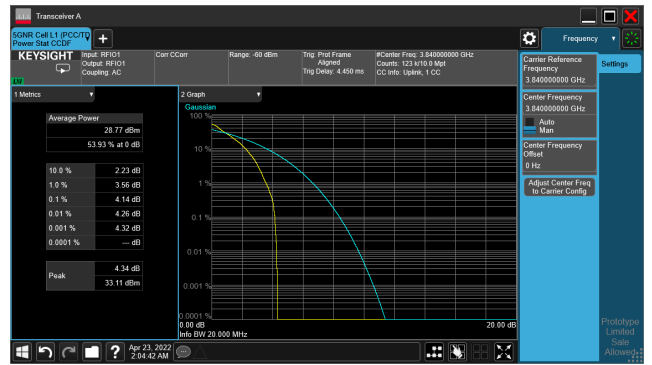 Transceiver A
5GNR Cell L1 (PCC/TD
Power Stat CCDF
KEYSIGHT
LW
Input: RFIO1
Output: RFIO1
Coupling: AC
Corr CCorr
Range: -60 dBm
Trig: Prot Frame
Aligned
Trig Delay: 4.450 ms
#Center Freq: 3.840000000 GHz
Counts: 123 k/10.0 Mpt
CC Info: Uplink, 1 CC
Frequency
Settings
Carrier Reference
Frequency
3.840000000 GHz
Center Frequency
3.840000000 GHz
Auto
Man
Center Frequency
Offset
0 Hz
Adjust Center Freq
to Carrier Config
1 Metrics
Average Power
28.77 dBm
53.93 % at 0 dB
10.0 % 2.23 dB
1.0 % 3.56 dB
0.1 % 4.14 dB
0.01 % 4.26 dB
0.001 % 4.32 dB
0.0001 % --- dB
Peak
4.34 dB
33.11 dBm
2 Graph
Gaussian
100 %
10 %
1 %
0.1 %
0.01 %
0.001 %
0.0001 %
0.00 dB
20.00 dB
Info BW 20.000 MHz
Prototype
Limited
Sale
Allowed
?
Apr 23, 2022
2:04:42 AM